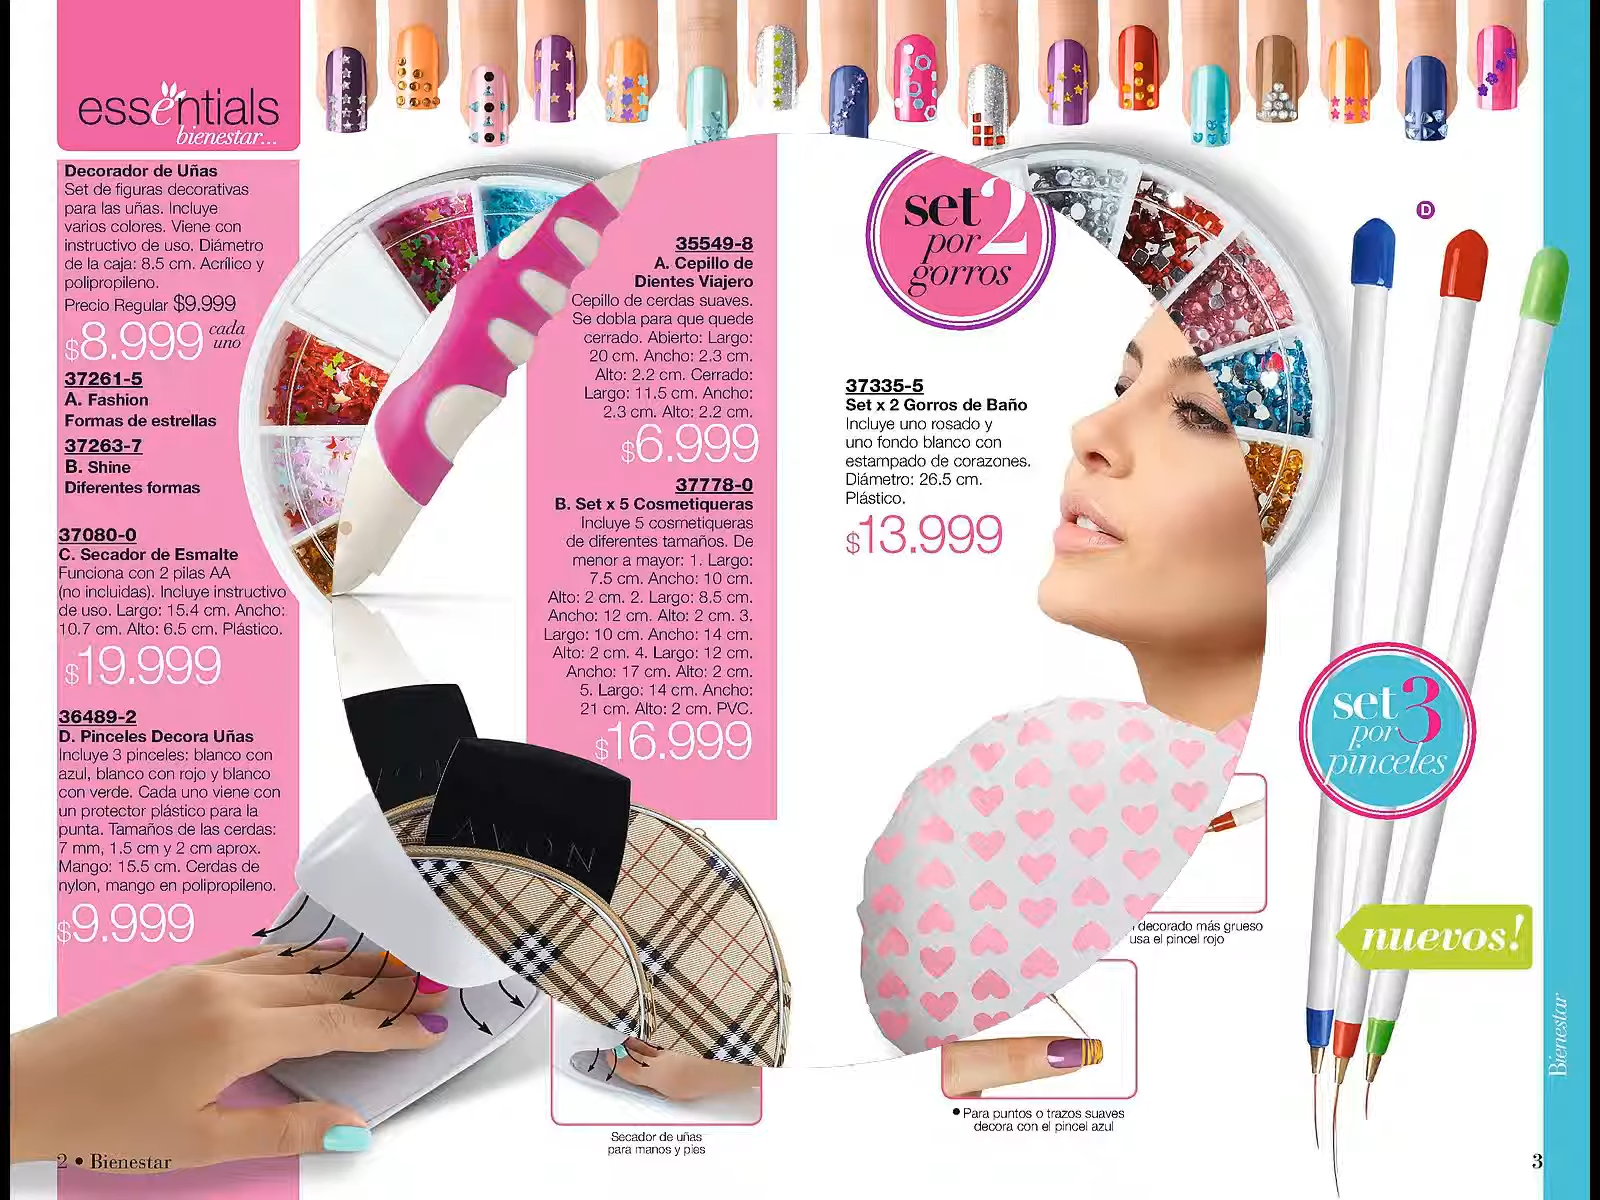 essentials
bienestar...
Decorador de Uñas
Set de figuras decorativas
para las uñas. Incluye
varios colores. Viene con
instructivo de uso. Diámetro
de la caja: 8.5 cm. Acrílico y
polipropileno.
Precio Regular $9.999
$8.999 cada uno
37261-5
A. Fashion
Formas de estrellas
37263-7
B. Shine
Diferentes formas
37080-0
C. Secador de Esmalte
Funciona con 2 pilas AA
(no incluidas). Incluye instructivo
de uso. Largo: 15.4 cm. Ancho:
10.7 cm. Alto: 6.5 cm. Plástico.
$19.999
36489-2
D. Pinceles Decora Uñas
Incluye 3 pinceles: blanco con
azul, blanco con rojo y blanco
con verde. Cada uno viene con
un protector plástico para la
punta. Tamaños de las cerdas:
7 mm, 1.5 cm y 2 cm aprox.
Mango: 15.5 cm. Cerdas de
nylon, mango en polipropileno.
$9.999
35549-8
A. Cepillo de
Dientes Viajero
Cepillo de cerdas suaves.
Se dobla para que quede
cerrado. Abierto: Largo:
20 cm. Ancho: 2.3 cm.
Alto: 2.2 cm. Cerrado:
Largo: 11.5 cm. Ancho:
2.3 cm. Alto: 2.2 cm.
$6.999
37778-0
B. Set x 5 Cosmetiqueras
Incluye 5 cosmetiqueras
de diferentes tamaños. De
menor a mayor: 1. Largo:
7.5 cm. Ancho: 10 cm.
Alto: 2 cm. 2. Largo: 8.5 cm.
Ancho: 12 cm. Alto: 2 cm. 3.
Largo: 10 cm. Ancho: 14 cm.
Alto: 2 cm. 4. Largo: 12 cm.
Ancho: 17 cm. Alto: 2 cm.
5. Largo: 14 cm. Ancho:
21 cm. Alto: 2 cm. PVC.
$16.999
AVON
Secador de uñas
para manos y pies
2 • Bienestar
set 2
por
gorros
37335-5
Set x 2 Gorros de Baño
Incluye uno rosado y
uno fondo blanco con
estampado de corazones.
Diámetro: 26.5 cm.
Plástico.
$13.999
D
set 3
por
pinceles
decorado más grueso
usa el pincel rojo
nuevos!
• Para puntos o trazos suaves
decora con el pincel azul
Bienestar
3